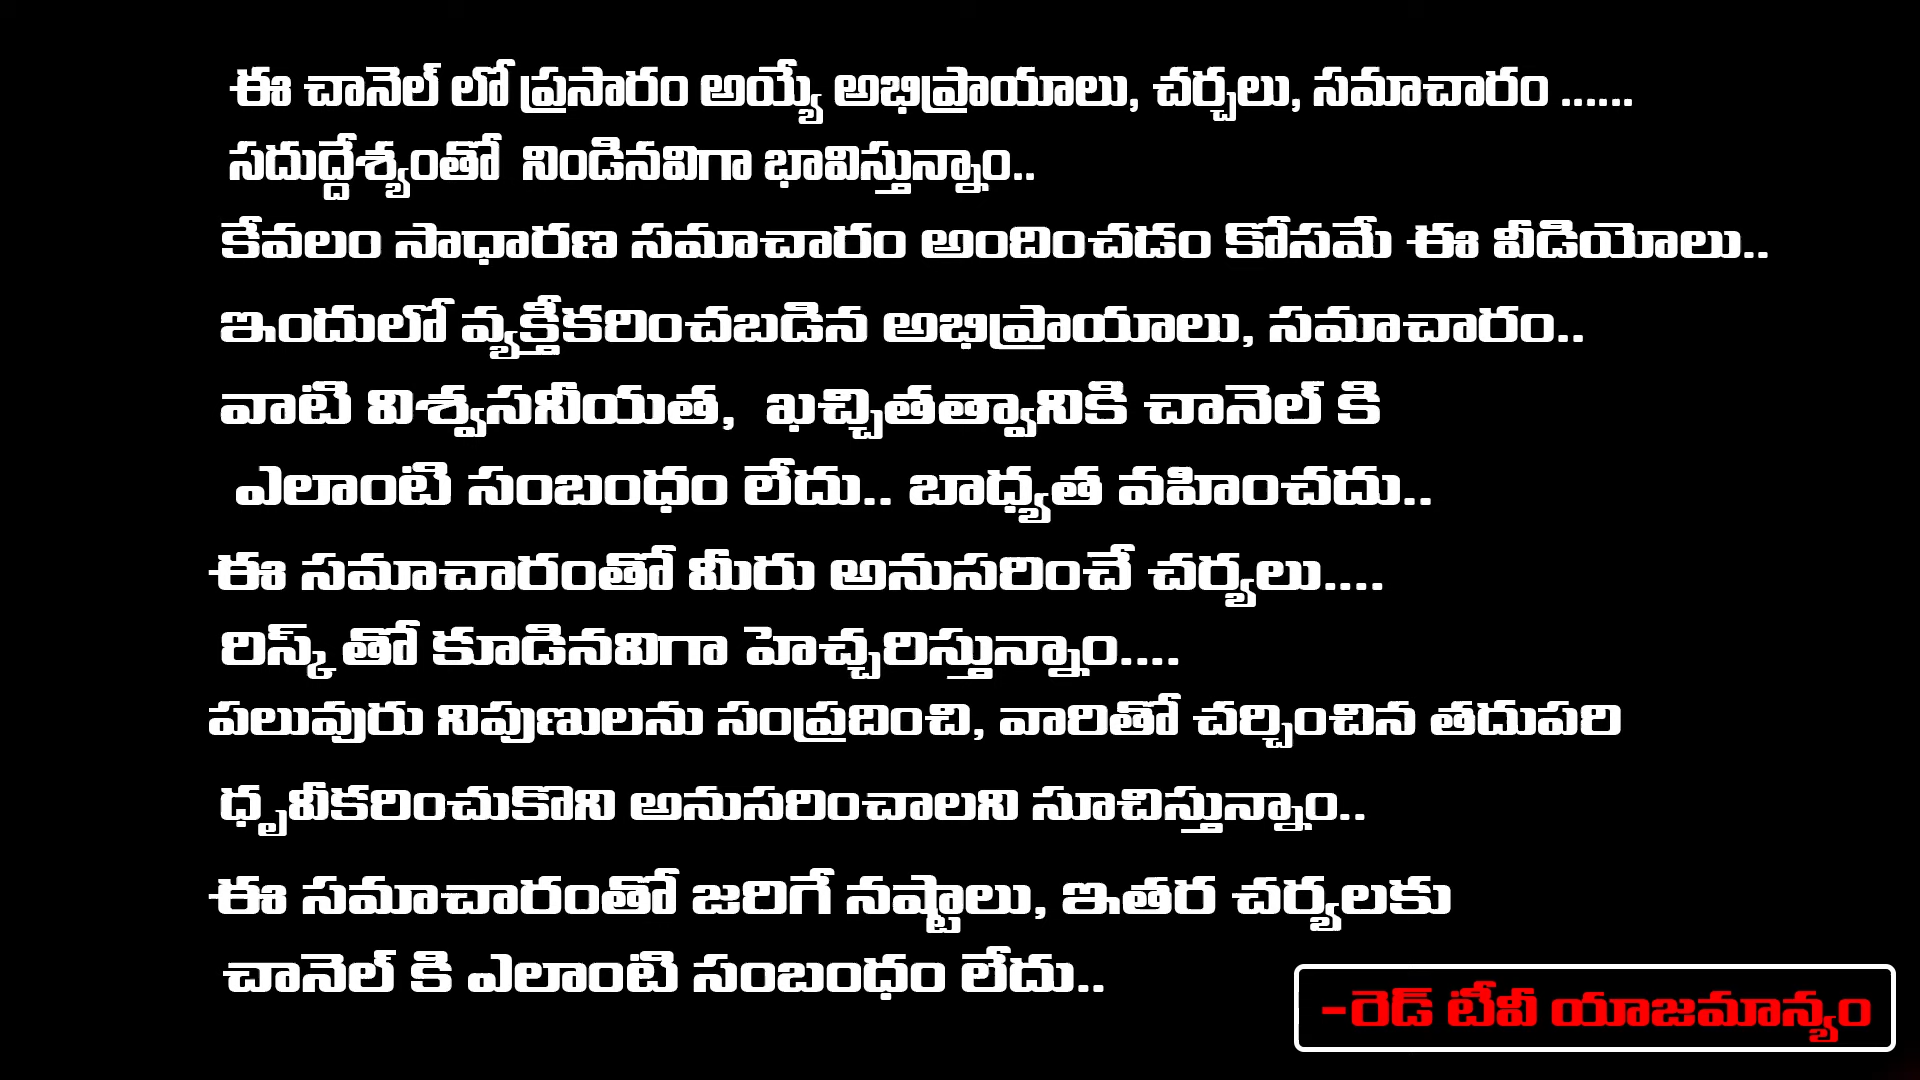 ఈ చానెల్ లో ప్రసారం అయ్యే అభిప్రాయాలు, చర్చలు, సమాచారం ......
సదుద్దేశ్యంతో నిండినవిగా భావిస్తున్నాం..
కేవలం సాధారణ సమాచారం అందించడం కోసమే ఈ వీడియోలు..
ఇందులో వ్యక్తీకరించబడిన అభిప్రాయాలు, సమాచారం..
వాటి విశ్వసనీయత, ఖచ్చితత్వానికి చానెల్ కి
ఎలాంటి సంబంధం లేదు.. బాధ్యత వహించదు..
ఈ సమాచారంతో మీరు అనుసరించే చర్యలు....
రిస్క్ తో కూడినవిగా హెచ్చరిస్తున్నాం....
పలువురు నిపుణులను సంప్రదించి, వారితో చర్చించిన తదుపరి
ధృవీకరించుకొని అనుసరించాలని సూచిస్తున్నాం..
ఈ సమాచారంతో జరిగే నష్టాలు, ఇతర చర్యలకు
చానెల్ కి ఎలాంటి సంబంధం లేదు..
-రెడ్ టీవీ యాజమాన్యం